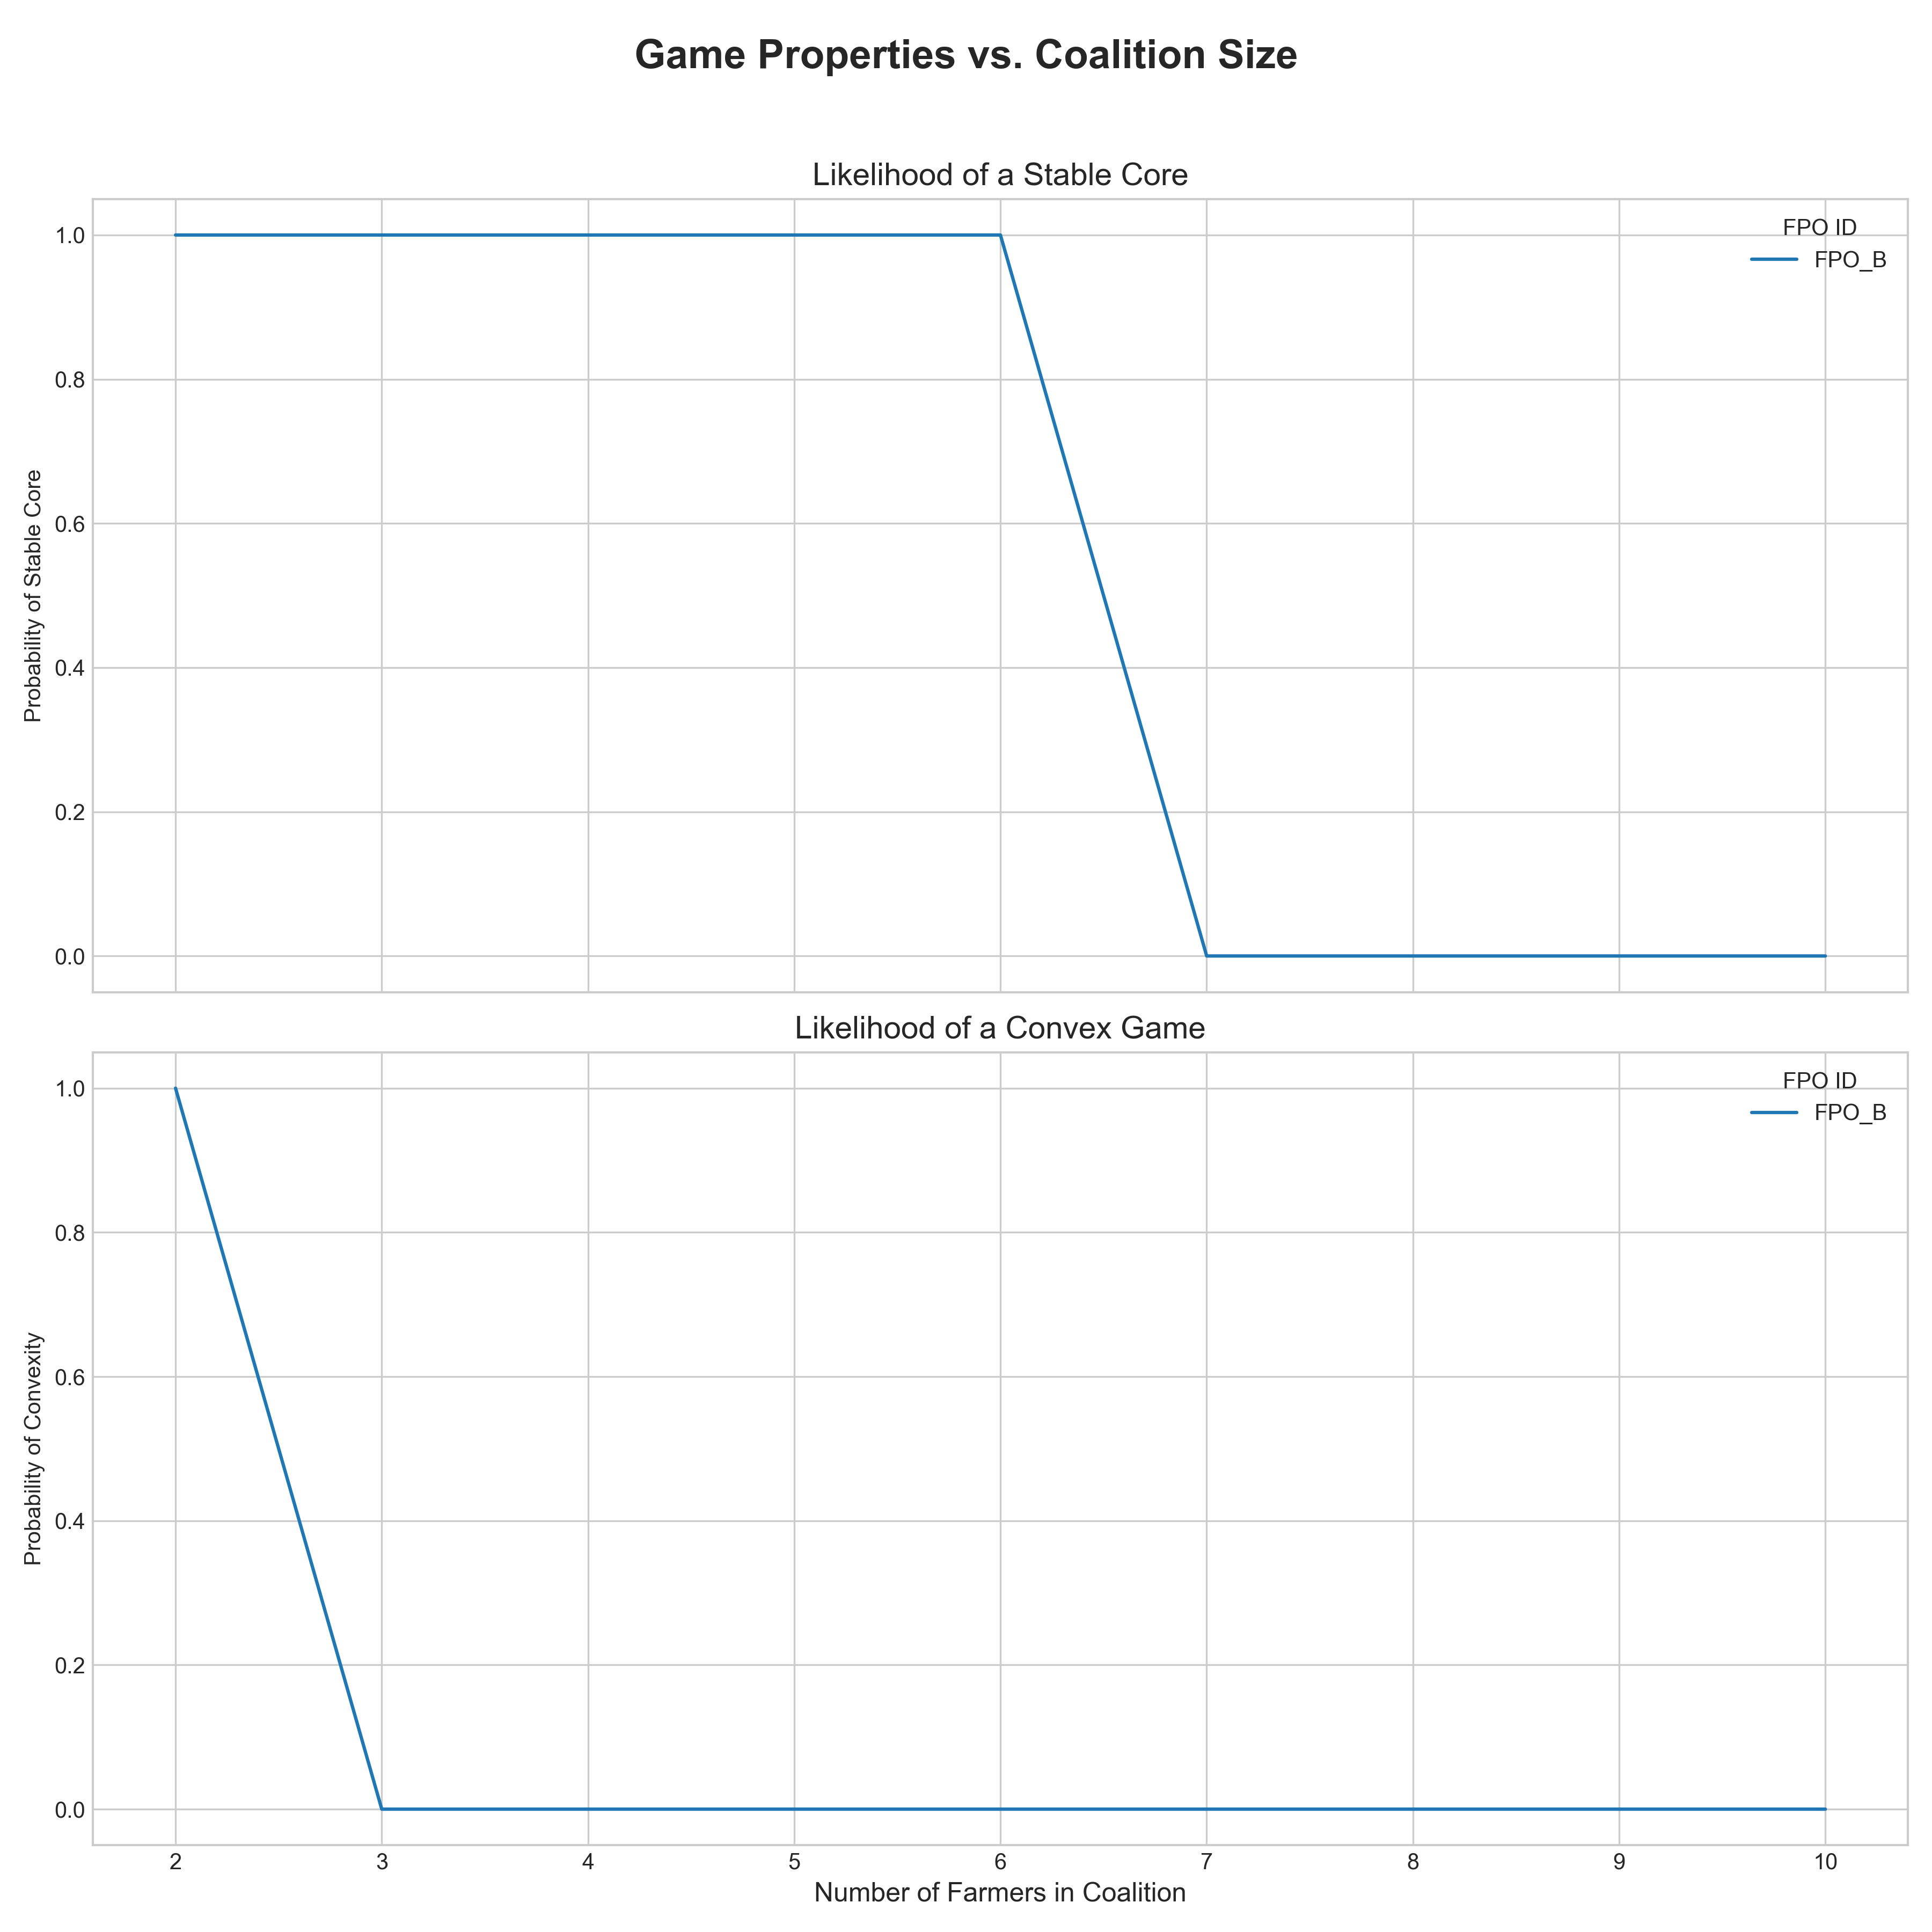 Game Properties vs. Coalition Size
Likelihood of a Stable Core
FPO ID
FPO_B
Probability of Stable Core
1.0
0.8
0.6
0.4
0.2
0.0
Likelihood of a Convex Game
FPO ID
FPO_B
Probability of Convexity
1.0
0.8
0.6
0.4
0.2
0.0
2 3 4 5 6 7 8 9 10
Number of Farmers in Coalition